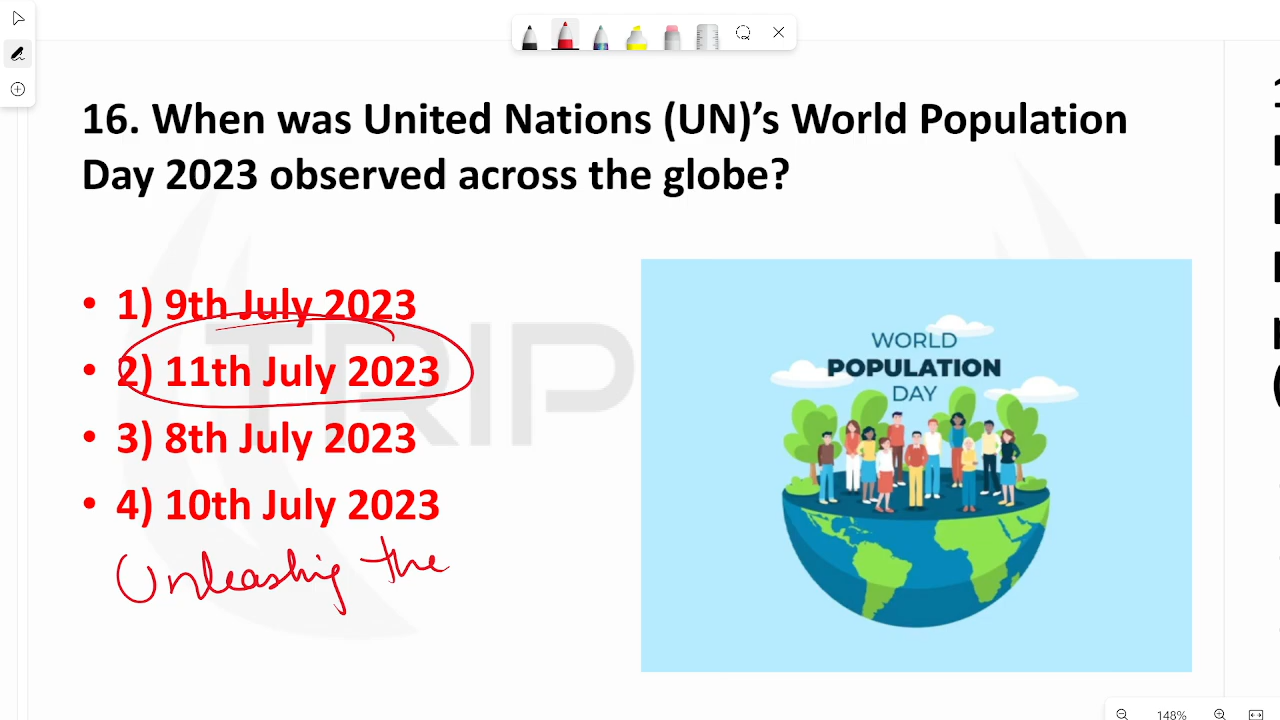 16. When was United Nations (UN)’s World Population
Day 2023 observed across the globe?
• 1) 9th July 2023
• 2) 11th July 2023
• 3) 8th July 2023
• 4) 10th July 2023
Unleashing the
WORLD
POPULATION
DAY
TRIP
148%